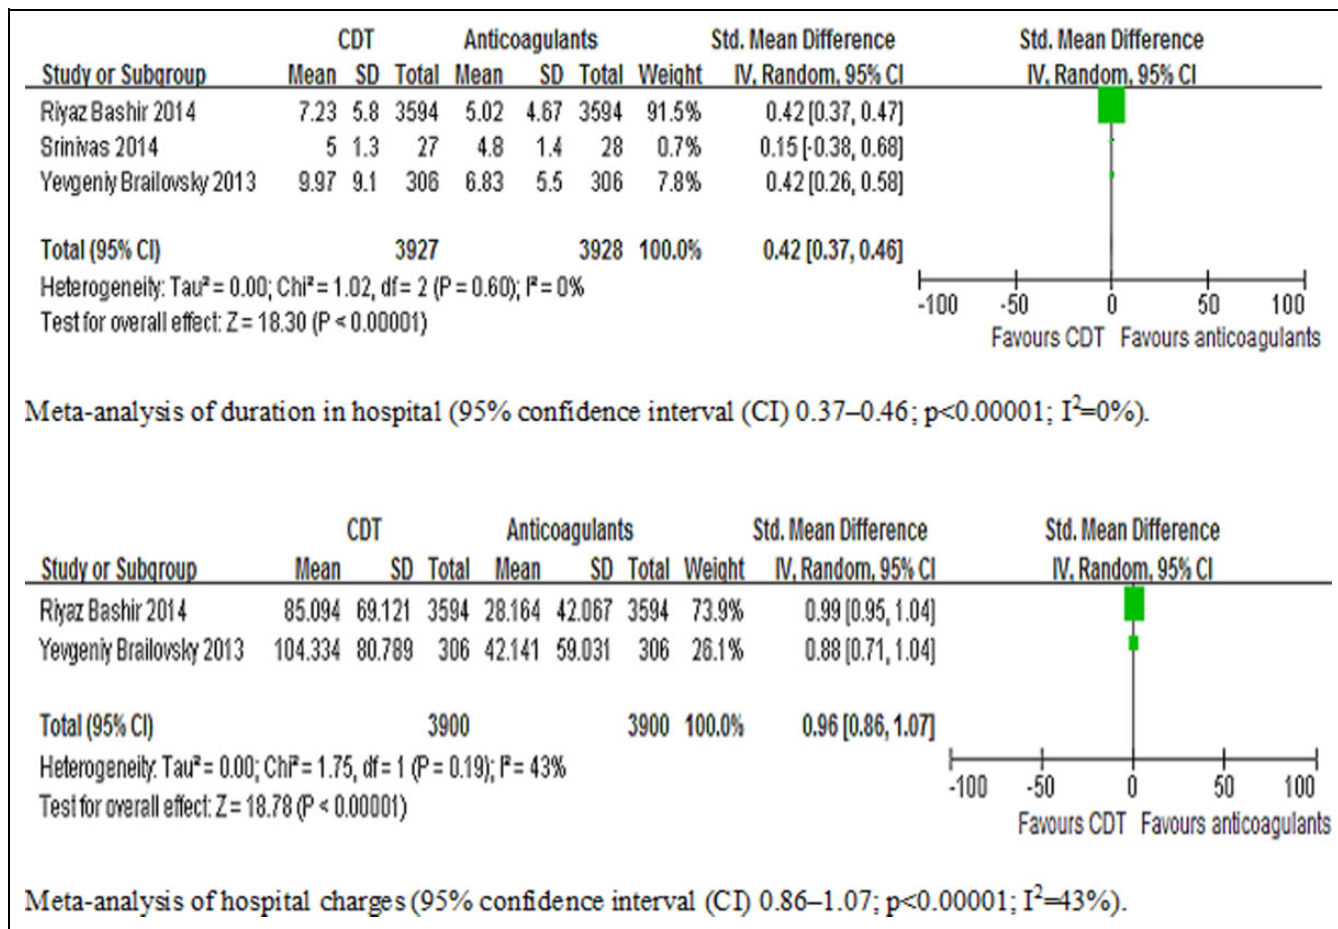 CDT Anticoagulants Std. Mean Difference Std. Mean Difference
Study or Subgroup Mean SD Total Mean SD Total Weight IV, Random, 95% CI IV, Random, 95% CI
Riyaz Bashir 2014 7.23 5.8 3594 5.02 4.67 3594 91.5% 0.42 [0.37, 0.47]
Srinivas 2014 5 1.3 27 4.8 1.4 28 0.7% 0.15 [-0.38, 0.68]
Yevgeniy Brailovsky 2013 9.97 9.1 306 6.83 5.5 306 7.8% 0.42 [0.26, 0.58]
Total (95% CI) 3927 3928 100.0% 0.42 [0.37, 0.46]
Heterogeneity: Tau² = 0.00; Chi² = 1.02, df = 2 (P = 0.60); I² = 0%
Test for overall effect: Z = 18.30 (P < 0.00001)
-100 -50 0 50 100
Favours CDT Favours anticoagulants
Meta-analysis of duration in hospital (95% confidence interval (CI) 0.37–0.46; p<0.00001; I²=0%).
CDT Anticoagulants Std. Mean Difference Std. Mean Difference
Study or Subgroup Mean SD Total Mean SD Total Weight IV, Random, 95% CI IV, Random, 95% CI
Riyaz Bashir 2014 85.094 69.121 3594 28.164 42.067 3594 73.9% 0.99 [0.95, 1.04]
Yevgeniy Brailovsky 2013 104.334 80.789 306 42.141 59.031 306 26.1% 0.88 [0.71, 1.04]
Total (95% CI) 3900 3900 100.0% 0.96 [0.86, 1.07]
Heterogeneity: Tau² = 0.00; Chi² = 1.75, df = 1 (P = 0.19); I² = 43%
Test for overall effect: Z = 18.78 (P < 0.00001)
-100 -50 0 50 100
Favours CDT Favours anticoagulants
Meta-analysis of hospital charges (95% confidence interval (CI) 0.86–1.07; p<0.00001; I²=43%).